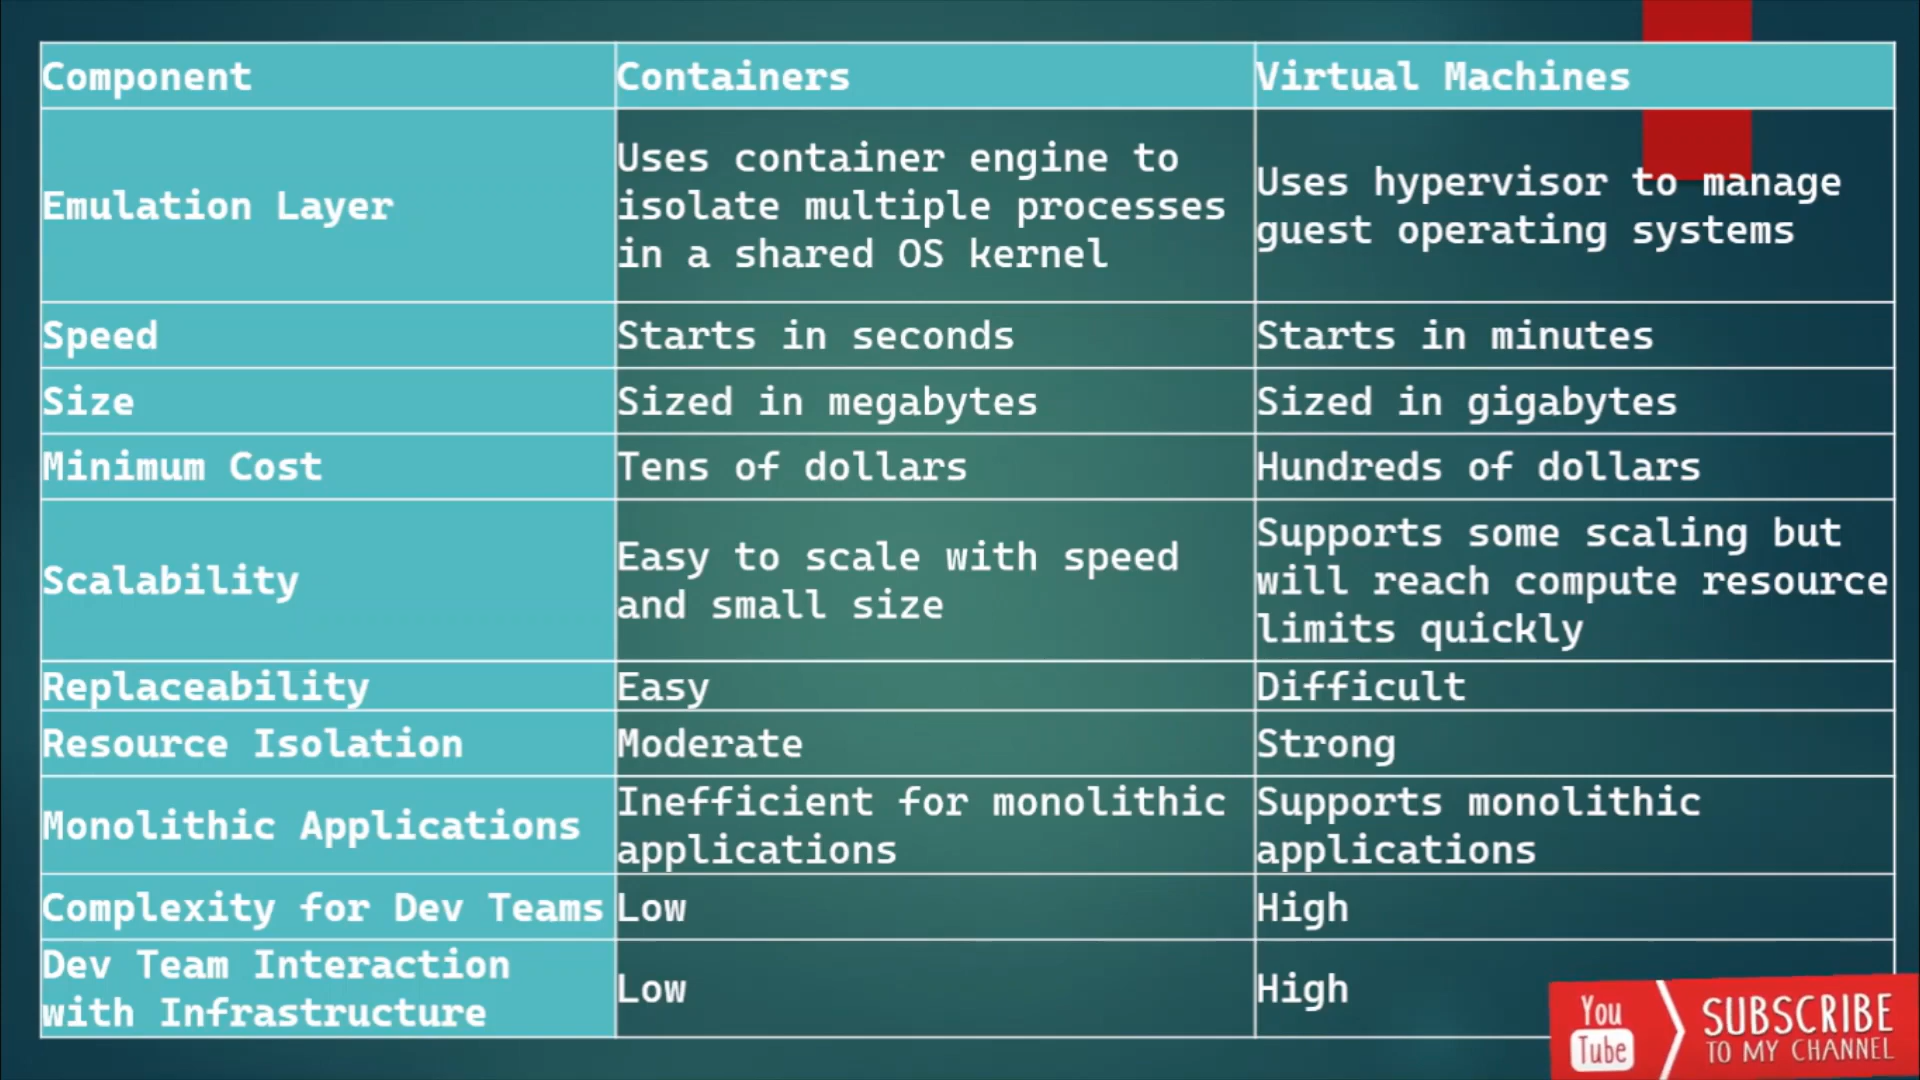 Component
Containers
Virtual Machines
Emulation Layer
Uses container engine to
isolate multiple processes
in a shared OS kernel
Uses hypervisor to manage
guest operating systems
Speed
Starts in seconds
Starts in minutes
Size
Sized in megabytes
Sized in gigabytes
Minimum Cost
Tens of dollars
Hundreds of dollars
Scalability
Easy to scale with speed
and small size
Supports some scaling but
will reach compute resource
limits quickly
Replaceability
Easy
Difficult
Resource Isolation
Moderate
Strong
Monolithic Applications
Inefficient for monolithic
applications
Supports monolithic
applications
Complexity for Dev Teams
Low
High
Dev Team Interaction
with Infrastructure
Low
High
You
Tube
SUBSCRIBE
TO MY CHANNEL